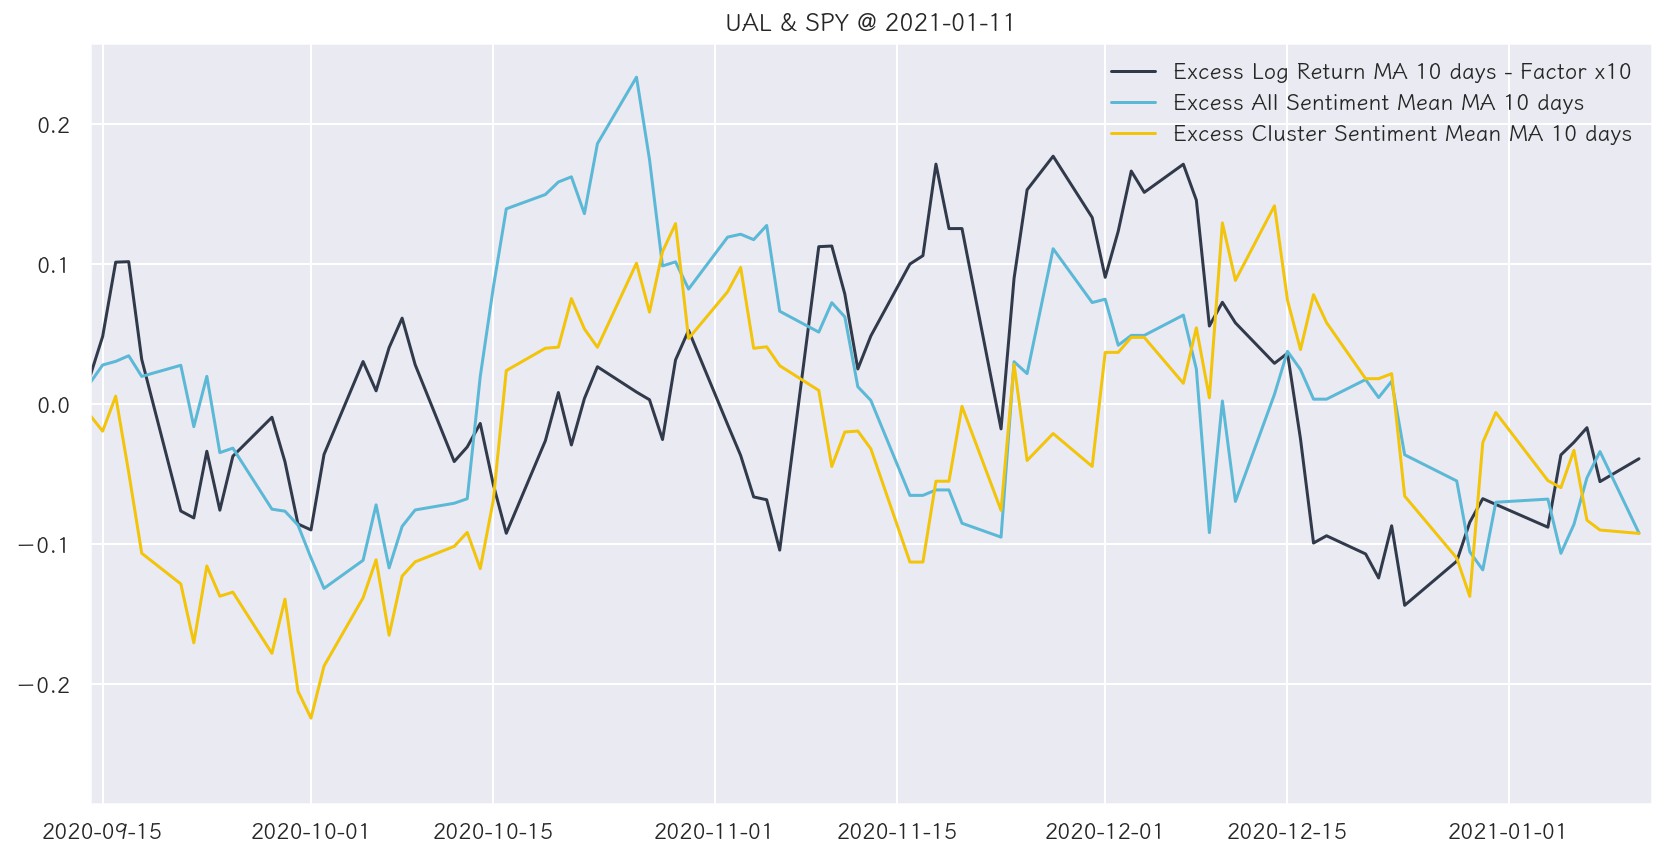 UAL & SPY @ 2021-01-11
Excess Log Return MA 10 days - Factor x10
Excess All Sentiment Mean MA 10 days
Excess Cluster Sentiment Mean MA 10 days
0.2
0.1
0.0
−0.1
−0.2
2020-09-15 2020-10-01 2020-10-15 2020-11-01 2020-11-15 2020-12-01 2020-12-15 2021-01-01